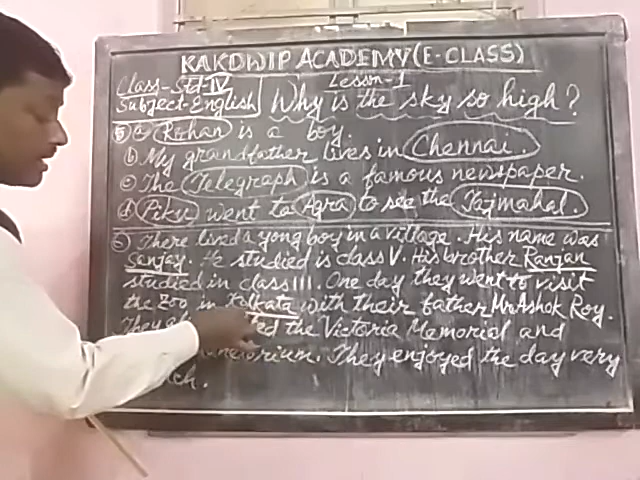 KAKDWIP ACADEMY (E-CLASS)
Class-Std-IV
Subject-English
Lesson-1
Why is the sky so high?
5 a Rohan is a boy.
b My grandfather lives in Chennai.
c The Telegraph is a famous newspaper.
d Piku went to Agra to see the Tajmahal.
There lived a yong boy in a village. His name was
Sanjay. He studied is class V. His brother Ranjan
studied in class III. One day they went to visit
the Zoo in Kolkata with their father Mr Ashok Roy.
They the Victoria Memorial and
They enjoyed the day very